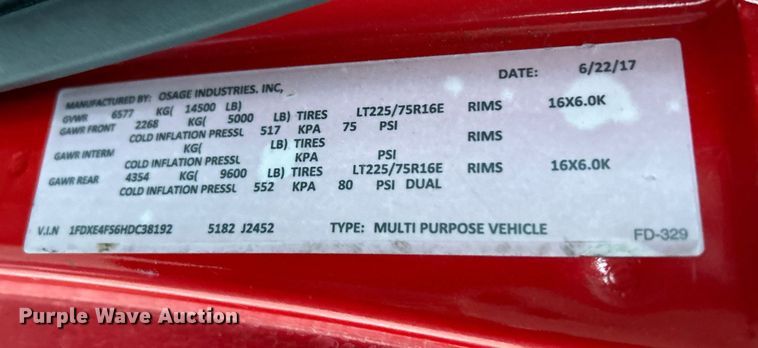 MANUFACTURED BY: OSAGE INDUSTRIES. INC, DATE: 6/22/17
GVWR 6577 KG( 14500 LB)
GAWR FRONT 2268 KG( 5000 LB) TIRES LT225/75R16E RIMS 16X6.0K
COLD INFLATION PRESSL 517 KPA 75 PSI
GAWR INTERM KG( LB) TIRES RIMS
COLD INFLATION PRESSL KPA PSI
GAWR REAR 4354 KG( 9600 LB) TIRES LT225/75R16E RIMS 16X6.0K
COLD INFLATION PRESSL 552 KPA 80 PSI DUAL
V.I.N 1FDXE4FS6HDC38192 5182 J2452 TYPE: MULTI PURPOSE VEHICLE FD-329
Purple Wave Auction